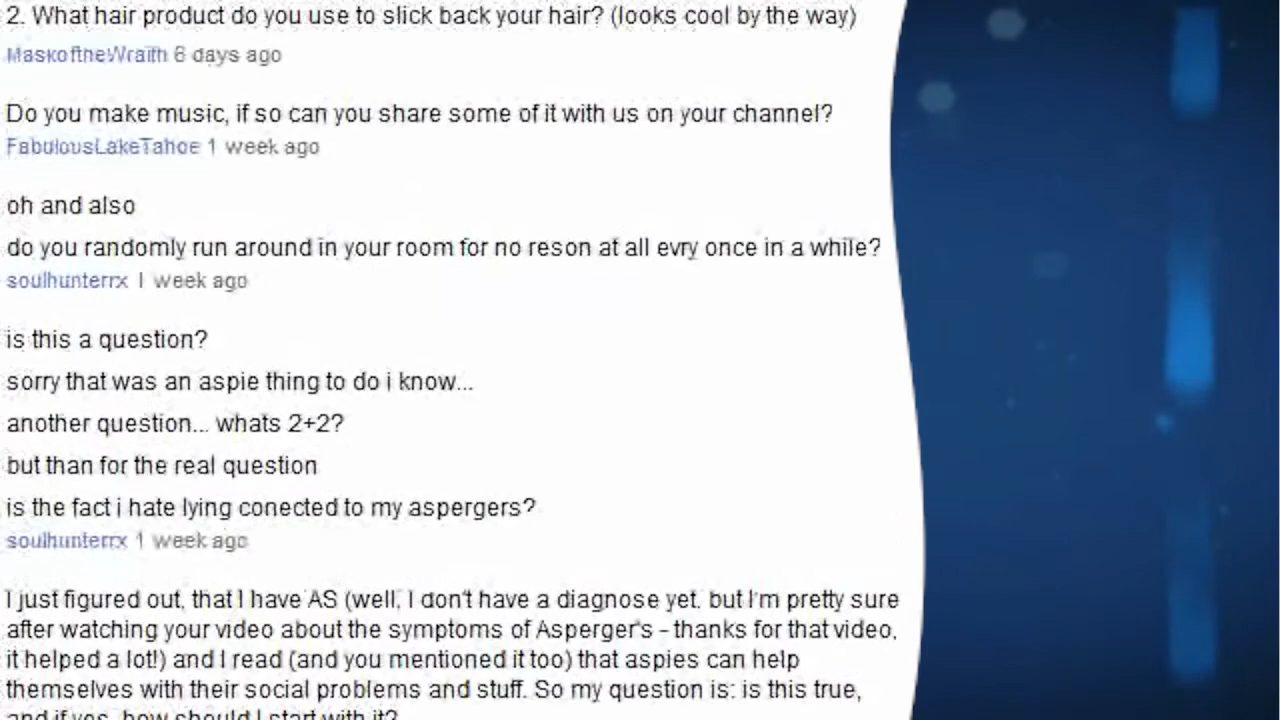 2. What hair product do you use to slick back your hair? (looks cool by the way)
MaskoftheWraith 6 days ago
Do you make music, if so can you share some of it with us on your channel?
FabulousLakeTahoe 1 week ago
oh and also
do you randomly run around in your room for no reson at all evry once in a while?
soulhunterrx 1 week ago
is this a question?
sorry that was an aspie thing to do i know...
another question... whats 2+2?
but than for the real question
is the fact i hate lying conected to my aspergers?
soulhunterrx 1 week ago
I just figured out, that I have AS (well, I don't have a diagnose yet, but I'm pretty sure
after watching your video about the symptoms of Asperger's - thanks for that video,
it helped a lot!) and I read (and you mentioned it too) that aspies can help
themselves with their social problems and stuff. So my question is: is this true,
and if yes, how should I start with it?